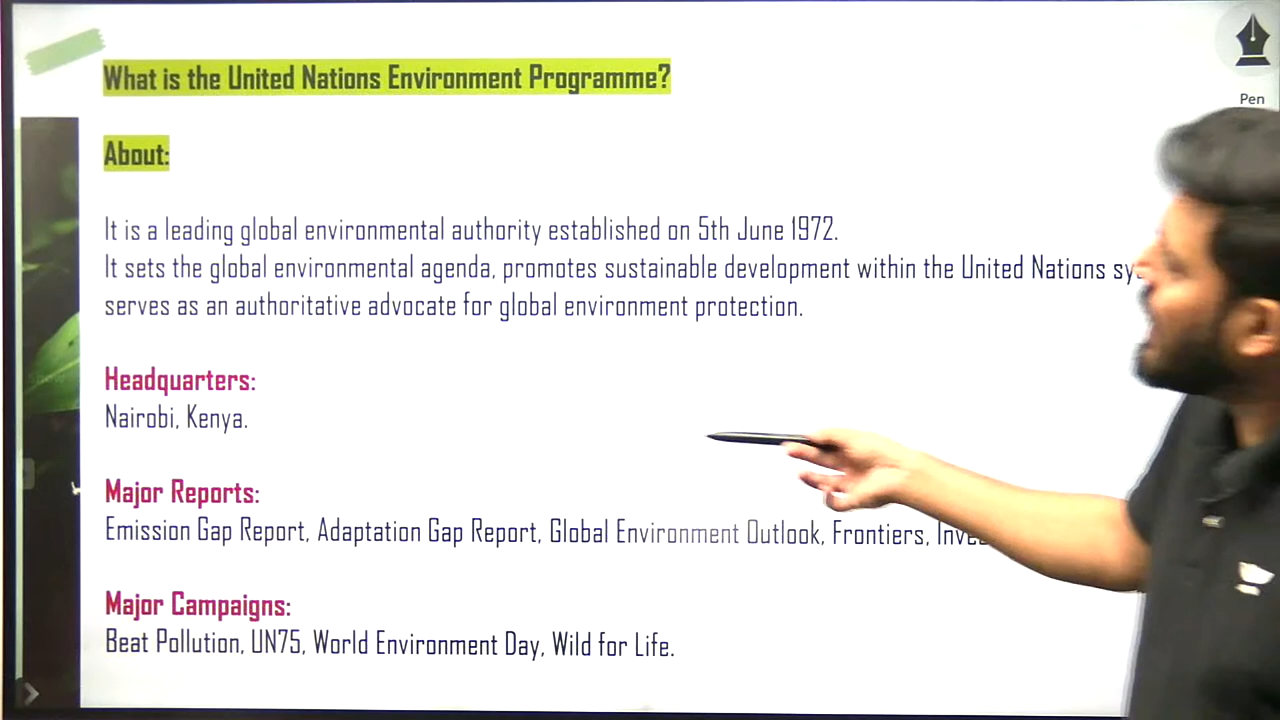 What is the United Nations Environment Programme?
Pen
About:
It is a leading global environmental authority established on 5th June 1972.
It sets the global environmental agenda, promotes sustainable development within the United Nations
serves as an authoritative advocate for global environment protection.
Headquarters:
Nairobi, Kenya.
Major Reports:
Emission Gap Report, Adaptation Gap Report, Global Environment Outlook, Frontiers,
Major Campaigns:
Beat Pollution, UN75, World Environment Day, Wild for Life.